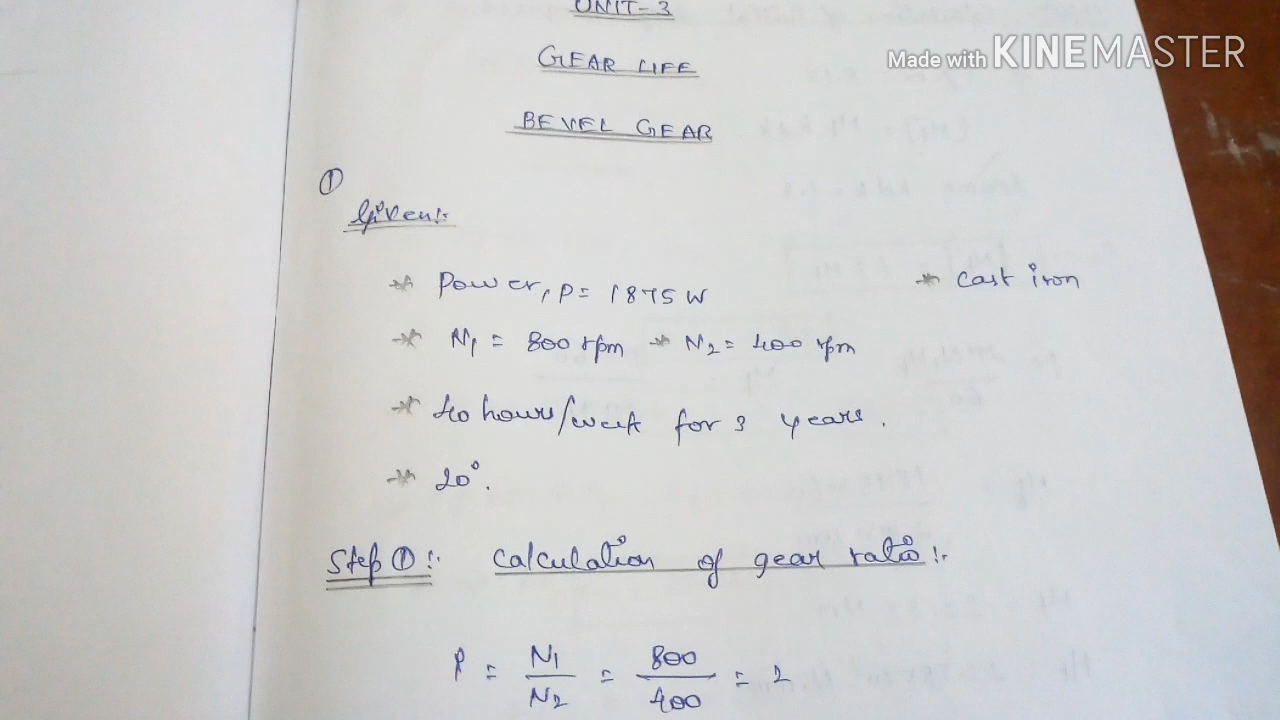 UNIT-3
Made with KINEMASTER
GEAR LIFE
BEVEL GEAR
①
Given:-
* Power, P = 1875 W * cast iron
* N1 = 800 rpm * N2 = 400 rpm
* 40 hours/week for 3 years.
* 20°.
Step ①:- Calculation of gear ratio:-
i = N1/N2 = 800/400 = 2